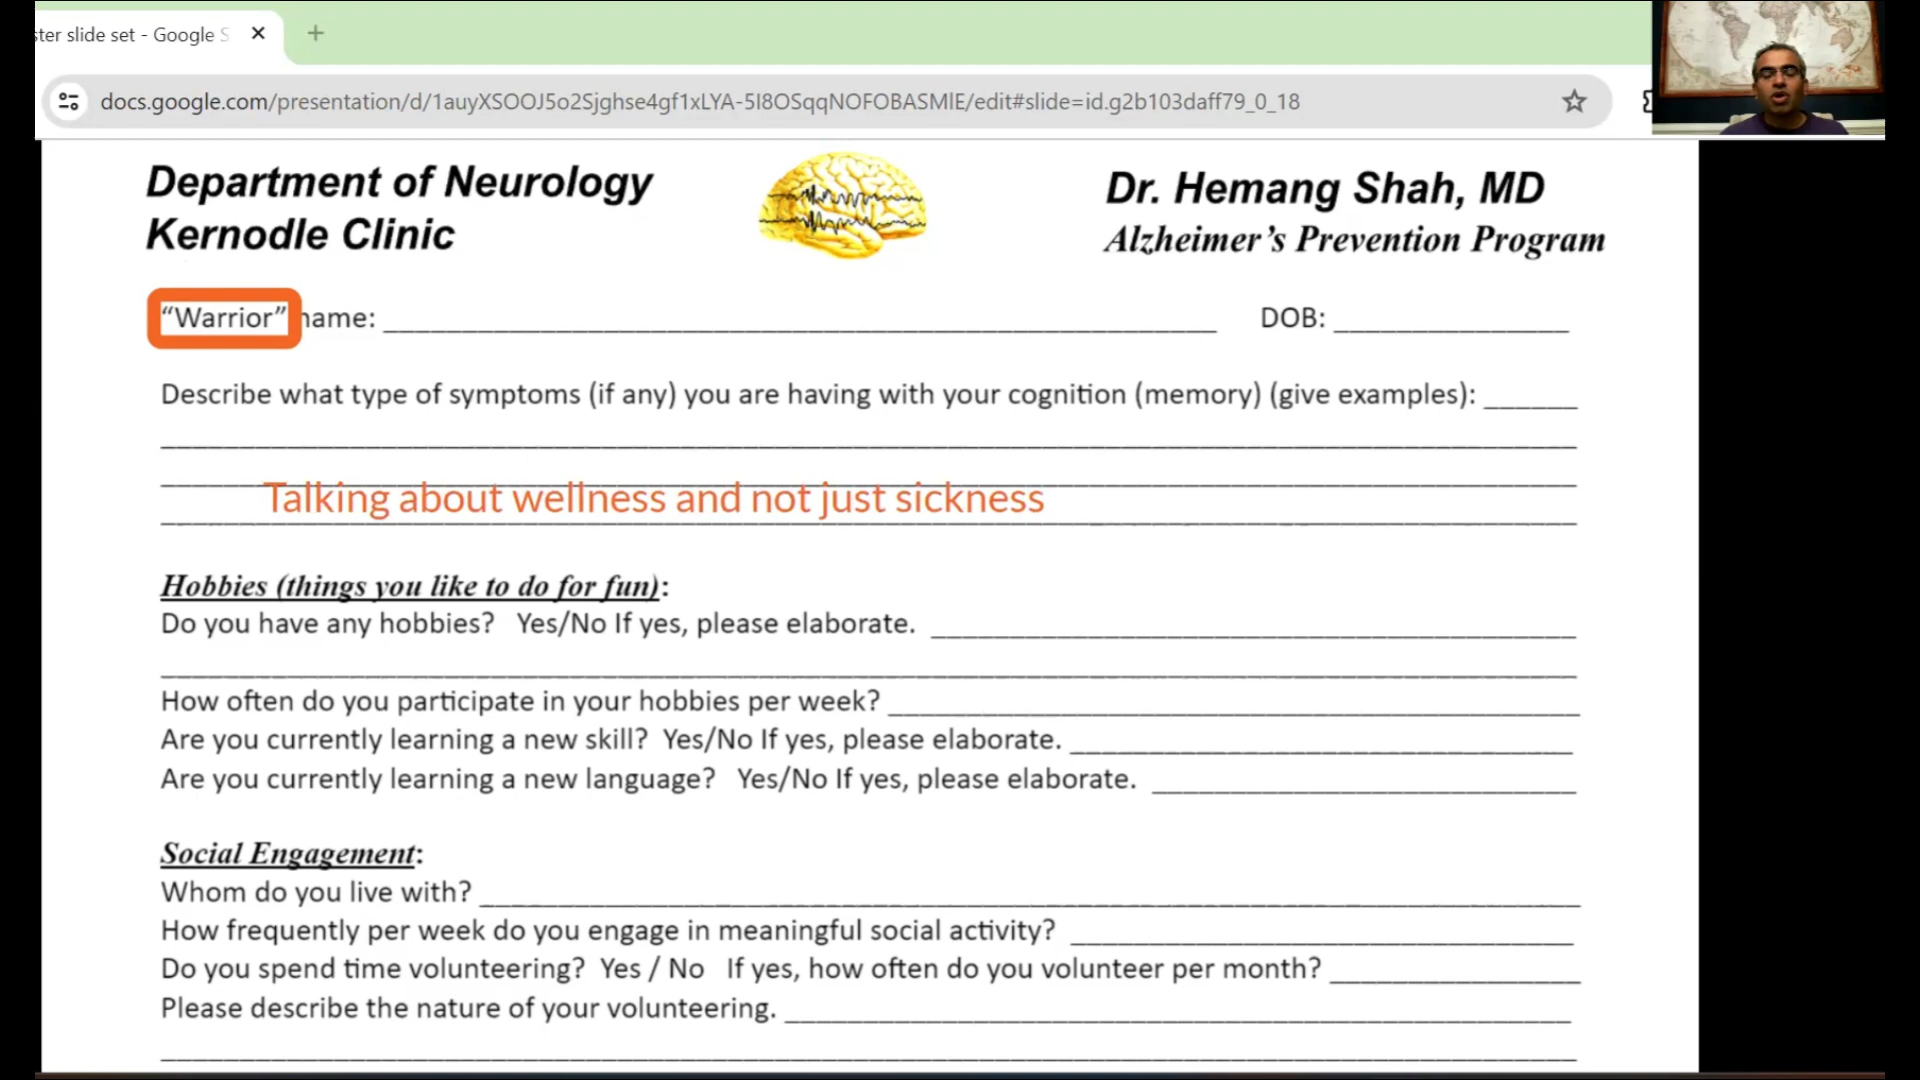 ster slide set - Google S
docs.google.com/presentation/d/1auyXSOOJ5o2Sjghse4gf1xLYA-5I8OSqqNOFOBASMlE/edit#slide=id.g2b103daff79_0_18
Department of Neurology
Kernodle Clinic
Dr. Hemang Shah, MD
Alzheimer’s Prevention Program
“Warrior” name: DOB:
Describe what type of symptoms (if any) you are having with your cognition (memory) (give examples):
Talking about wellness and not just sickness
Hobbies (things you like to do for fun):
Do you have any hobbies? Yes/No If yes, please elaborate.
How often do you participate in your hobbies per week?
Are you currently learning a new skill? Yes/No If yes, please elaborate.
Are you currently learning a new language? Yes/No If yes, please elaborate.
Social Engagement:
Whom do you live with?
How frequently per week do you engage in meaningful social activity?
Do you spend time volunteering? Yes / No If yes, how often do you volunteer per month?
Please describe the nature of your volunteering.